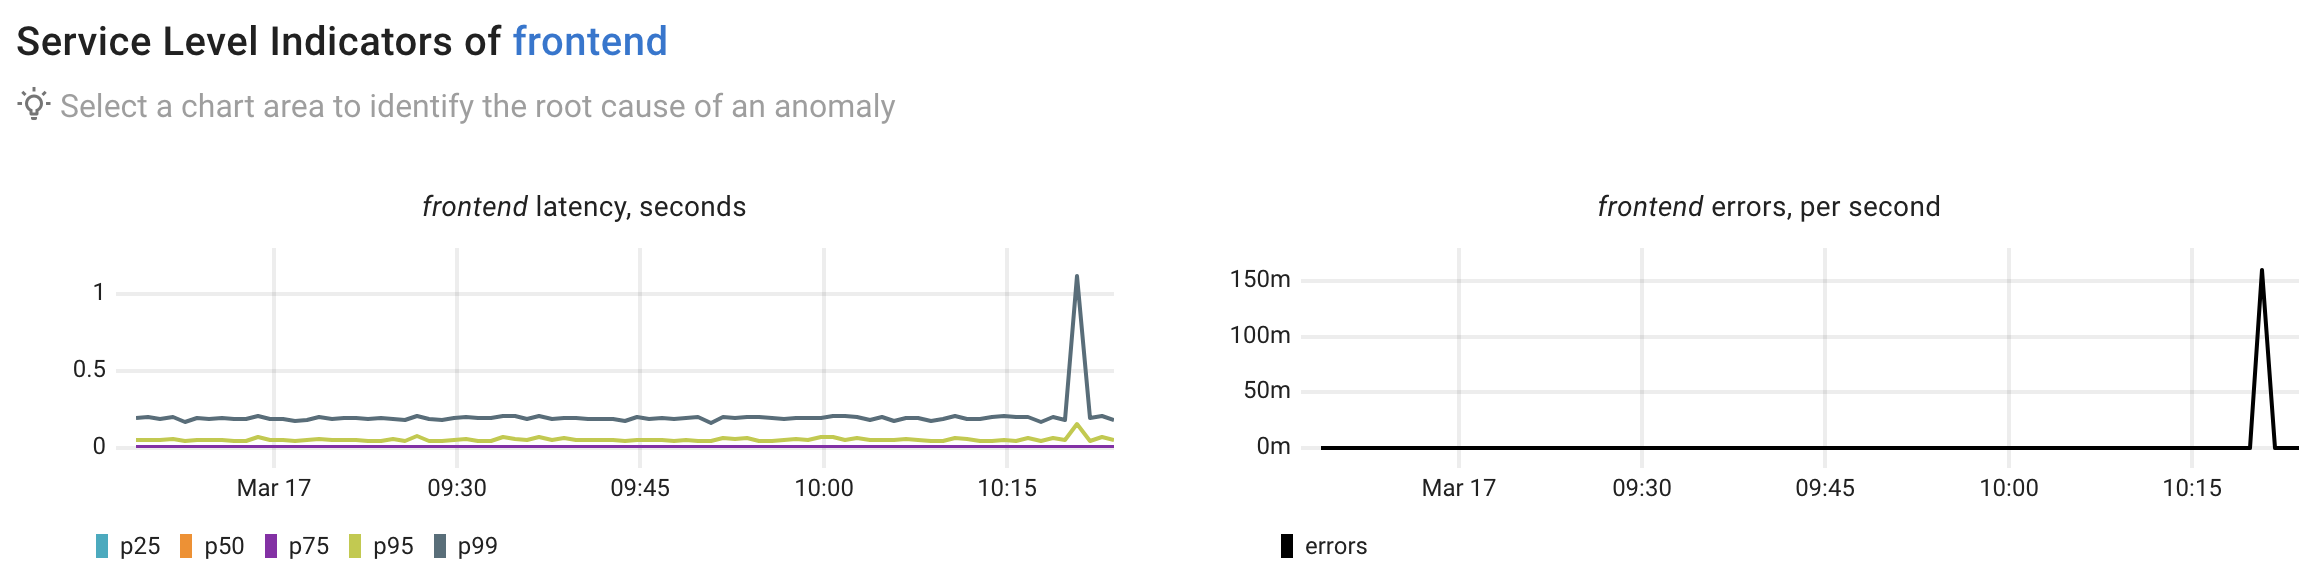 Service Level Indicators of frontend
Select a chart area to identify the root cause of an anomaly
frontend latency, seconds
1
0.5
0
Mar 17 09:30 09:45 10:00 10:15
p25 p50 p75 p95 p99
frontend errors, per second
150m
100m
50m
0m
Mar 17 09:30 09:45 10:00 10:15
errors